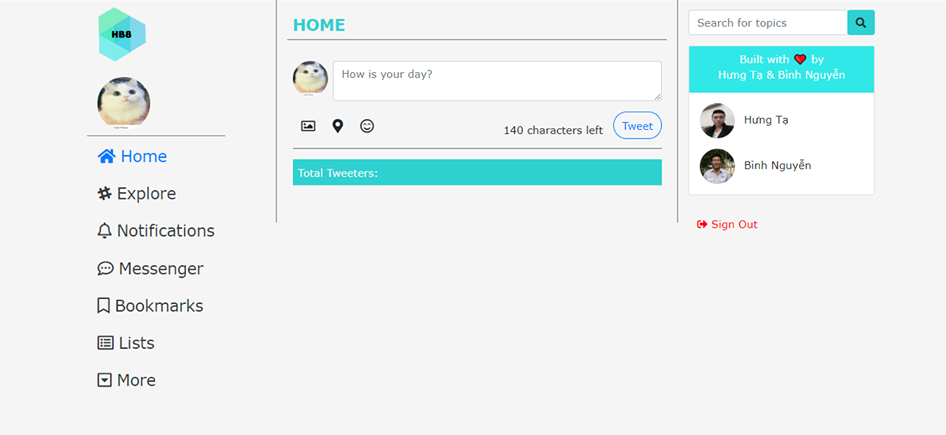 HB8
Home
Explore
Notifications
Messenger
Bookmarks
Lists
More
HOME
How is your day?
140 characters left
Tweet
Total Tweeters:
Search for topics
Built with ❤ by
Hưng Tạ & Bình Nguyễn
Hưng Tạ
Bình Nguyễn
Sign Out